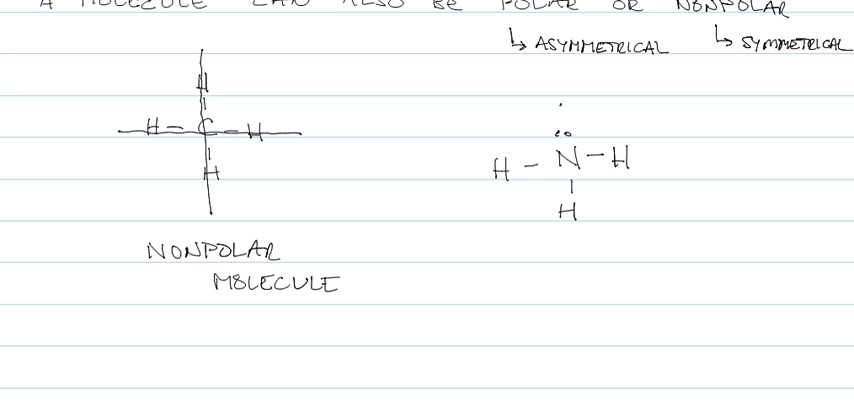 A MOLECULE CAN ALSO BE POLAR OR NONPOLAR
↳ ASYMMETRICAL ↳ SYMMETRICAL
H
H - C - H
H
H - N - H
H
NONPOLAR
MOLECULE